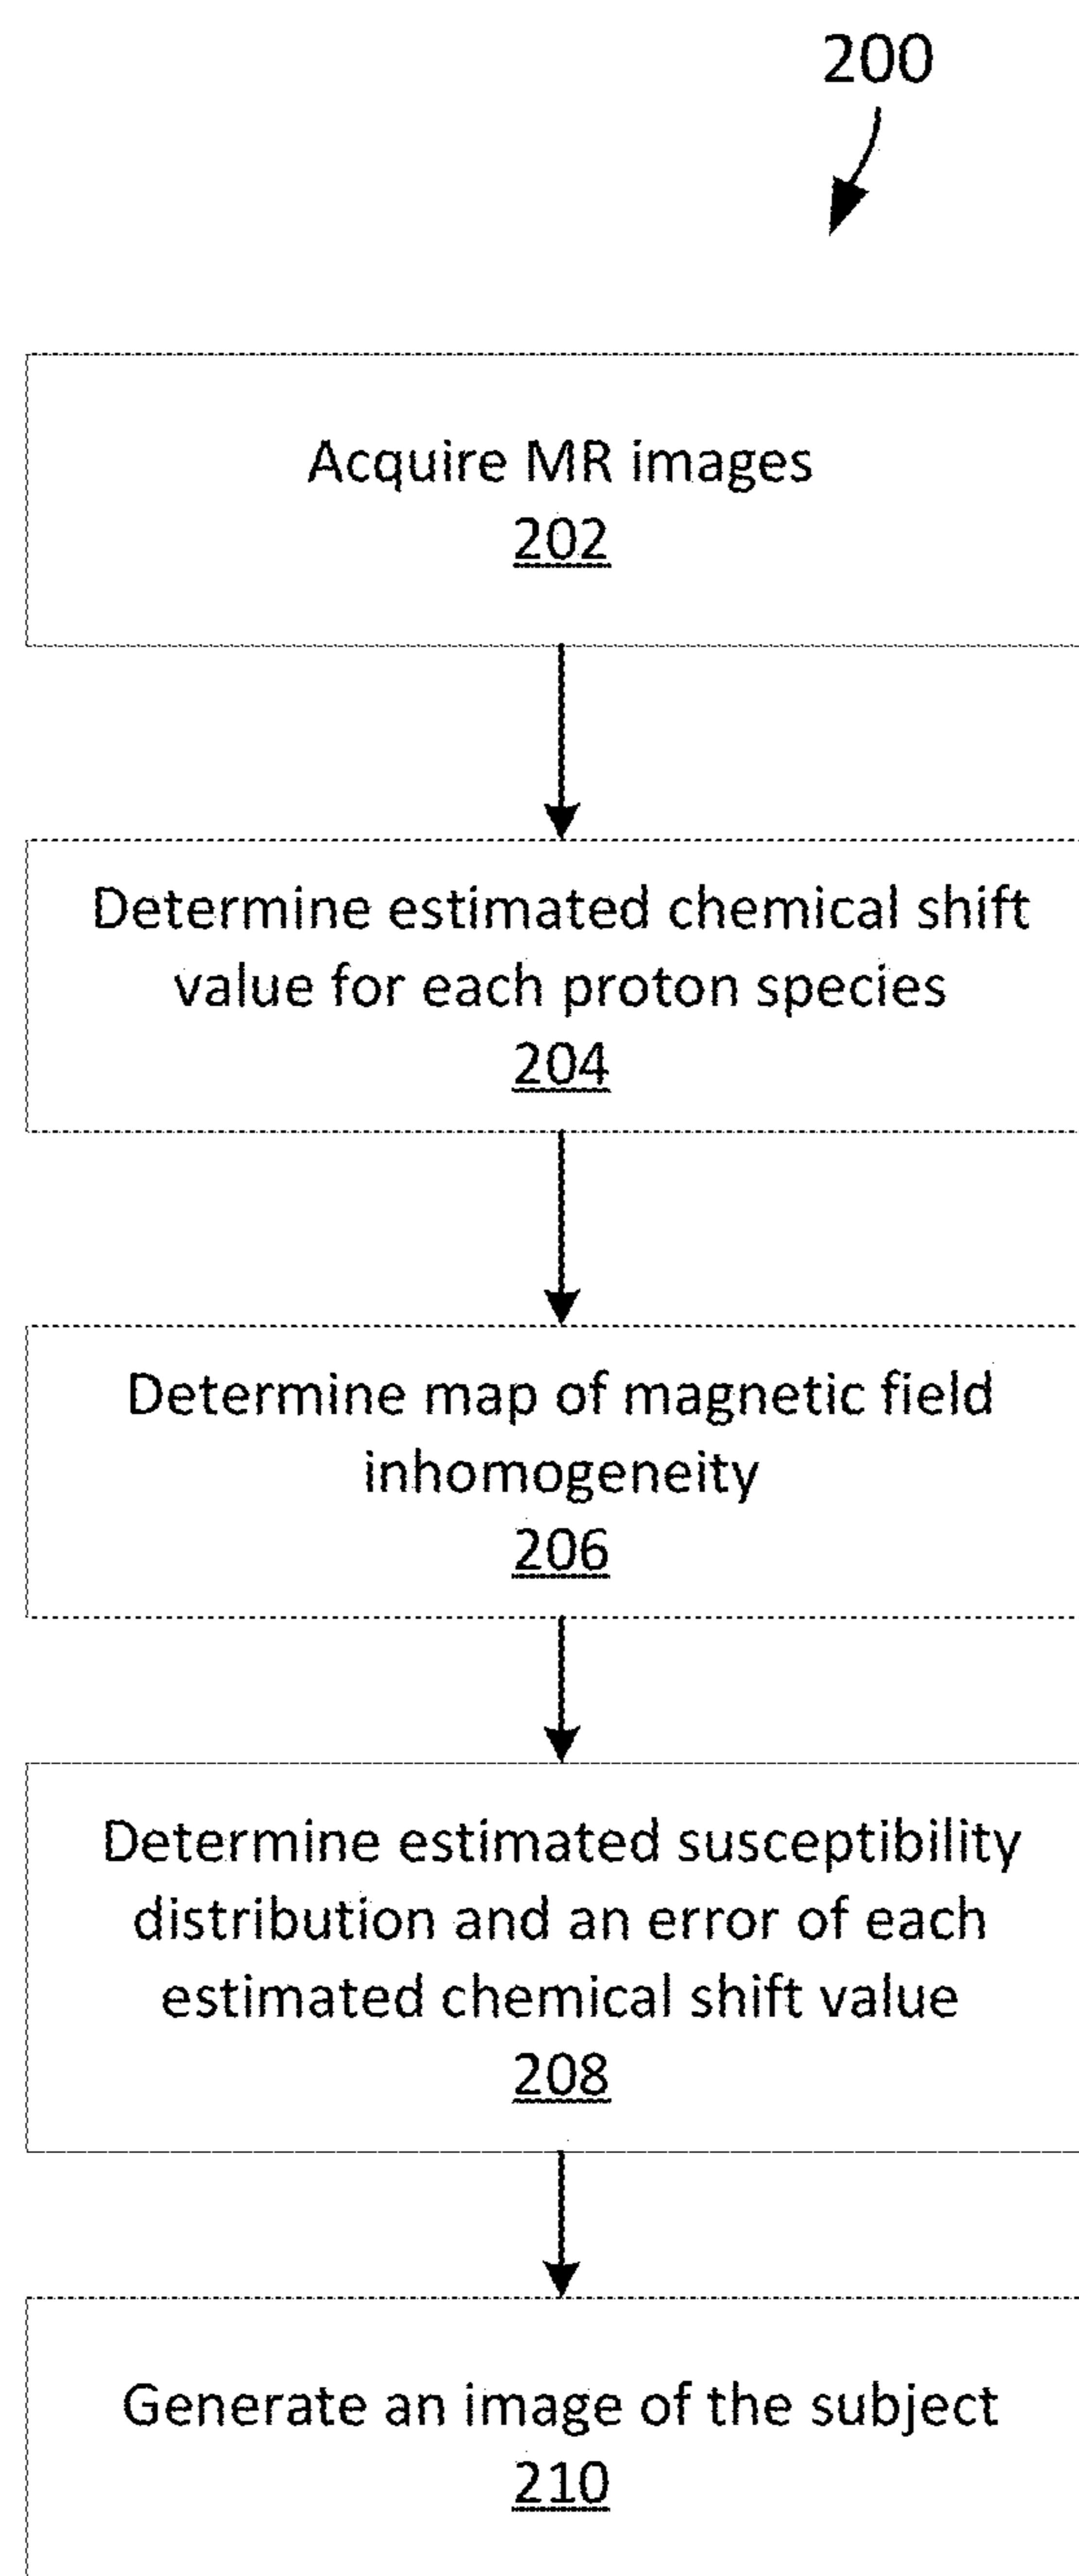 200
Acquire MR images
202
Determine estimated chemical shift
value for each proton species
204
Determine map of magnetic field
inhomogeneity
206
Determine estimated susceptibility
distribution and an error of each
estimated chemical shift value
208
Generate an image of the subject
210